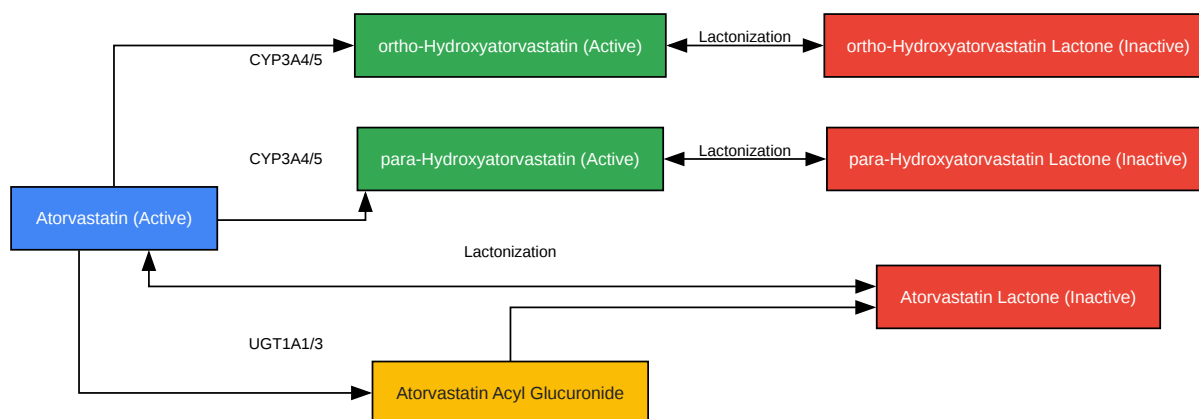 ortho-Hydroxyatorvastatin (Active)
Lactonization
ortho-Hydroxyatorvastatin Lactone (Inactive)
CYP3A4/5
CYP3A4/5
para-Hydroxyatorvastatin (Active)
Lactonization
para-Hydroxyatorvastatin Lactone (Inactive)
Atorvastatin (Active)
Lactonization
Atorvastatin Lactone (Inactive)
UGT1A1/3
Atorvastatin Acyl Glucuronide